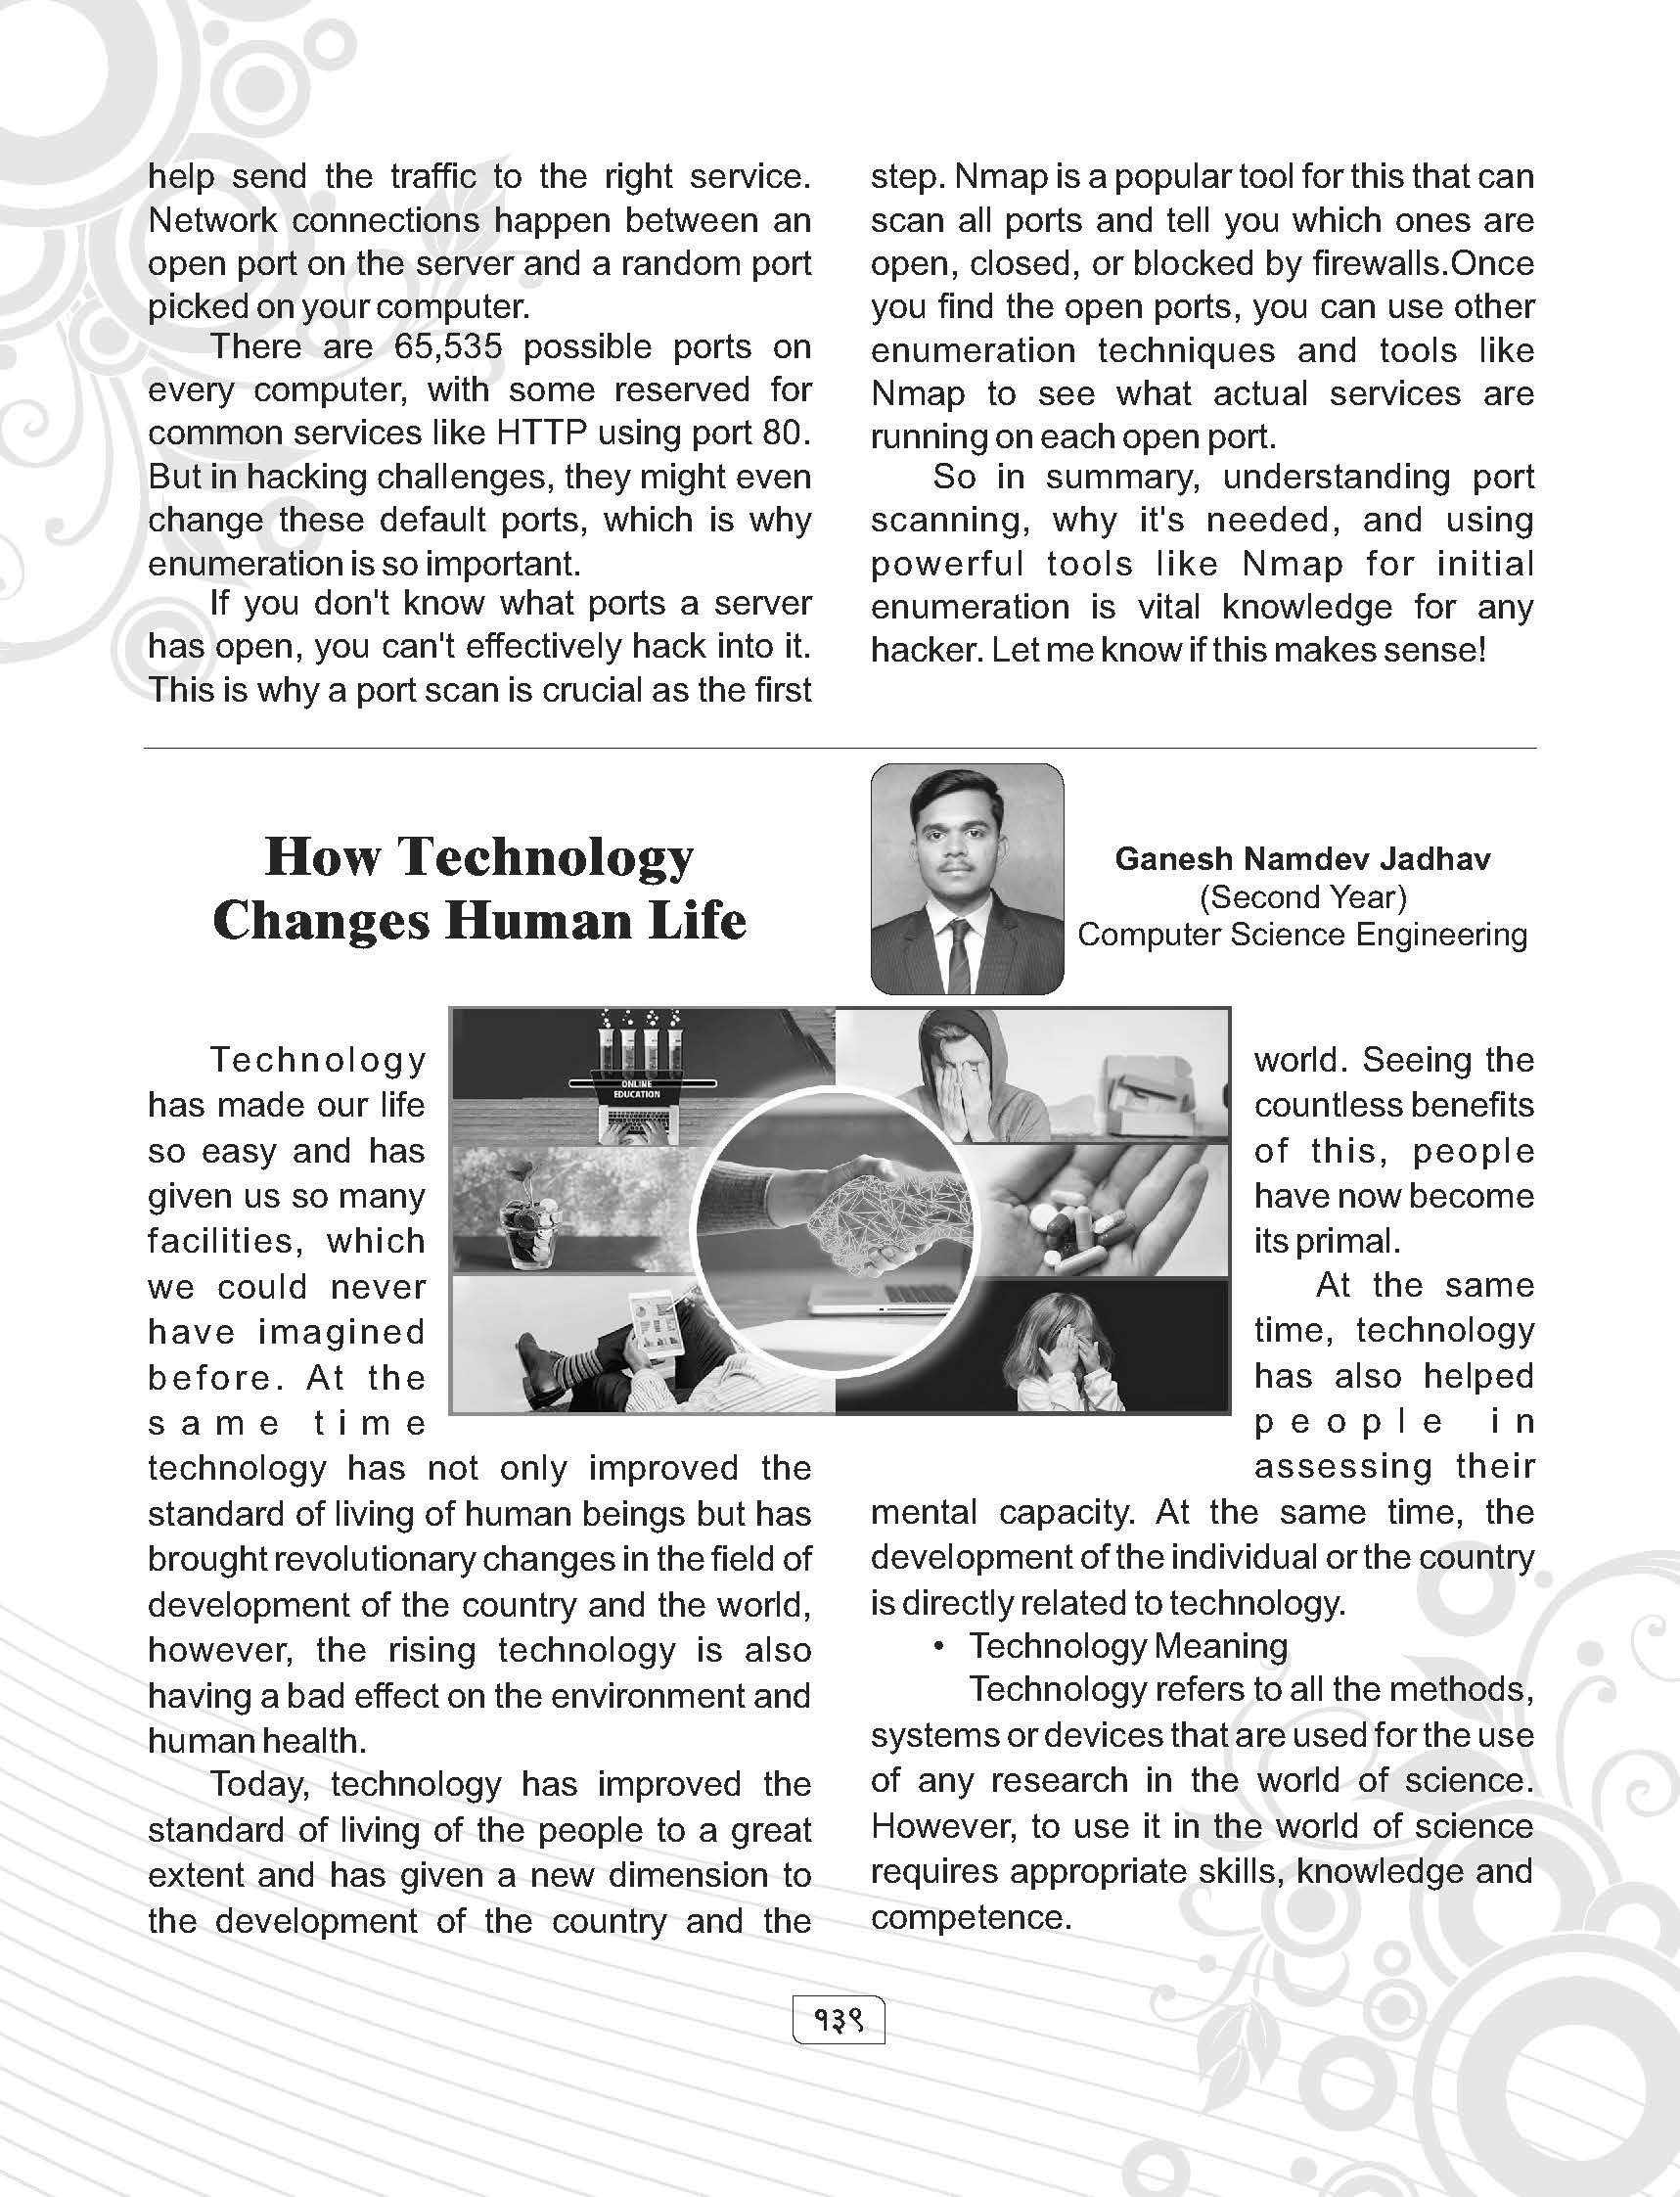 help send the traffic to the right service.
Network connections happen between an
open port on the server and a random port
picked on your computer.
There are 65,535 possible ports on
every computer, with some reserved for
common services like HTTP using port 80.
But in hacking challenges, they might even
change these default ports, which is why
enumeration is so important.
If you don't know what ports a server
has open, you can't effectively hack into it.
This is why a port scan is crucial as the first
step. Nmap is a popular tool for this that can
scan all ports and tell you which ones are
open, closed, or blocked by firewalls.Once
you find the open ports, you can use other
enumeration techniques and tools like
Nmap to see what actual services are
running on each open port.
So in summary, understanding port
scanning, why it's needed, and using
powerful tools like Nmap for initial
enumeration is vital knowledge for any
hacker. Let me know if this makes sense!
How Technology
Changes Human Life
Ganesh Namdev Jadhav
(Second Year)
Computer Science Engineering
ONLINE
EDUCATION
Technology
has made our life
so easy and has
given us so many
facilities, which
we could never
have imagined
before. At the
same time
technology has not only improved the
standard of living of human beings but has
brought revolutionary changes in the field of
development of the country and the world,
however, the rising technology is also
having a bad effect on the environment and
human health.
Today, technology has improved the
standard of living of the people to a great
extent and has given a new dimension to
the development of the country and the
world. Seeing the
countless benefits
of this, people
have now become
its primal.
At the same
time, technology
has also helped
people in
assessing their
mental capacity. At the same time, the
development of the individual or the country
is directly related to technology.
• Technology Meaning
Technology refers to all the methods,
systems or devices that are used for the use
of any research in the world of science.
However, to use it in the world of science
requires appropriate skills, knowledge and
competence.
१३९